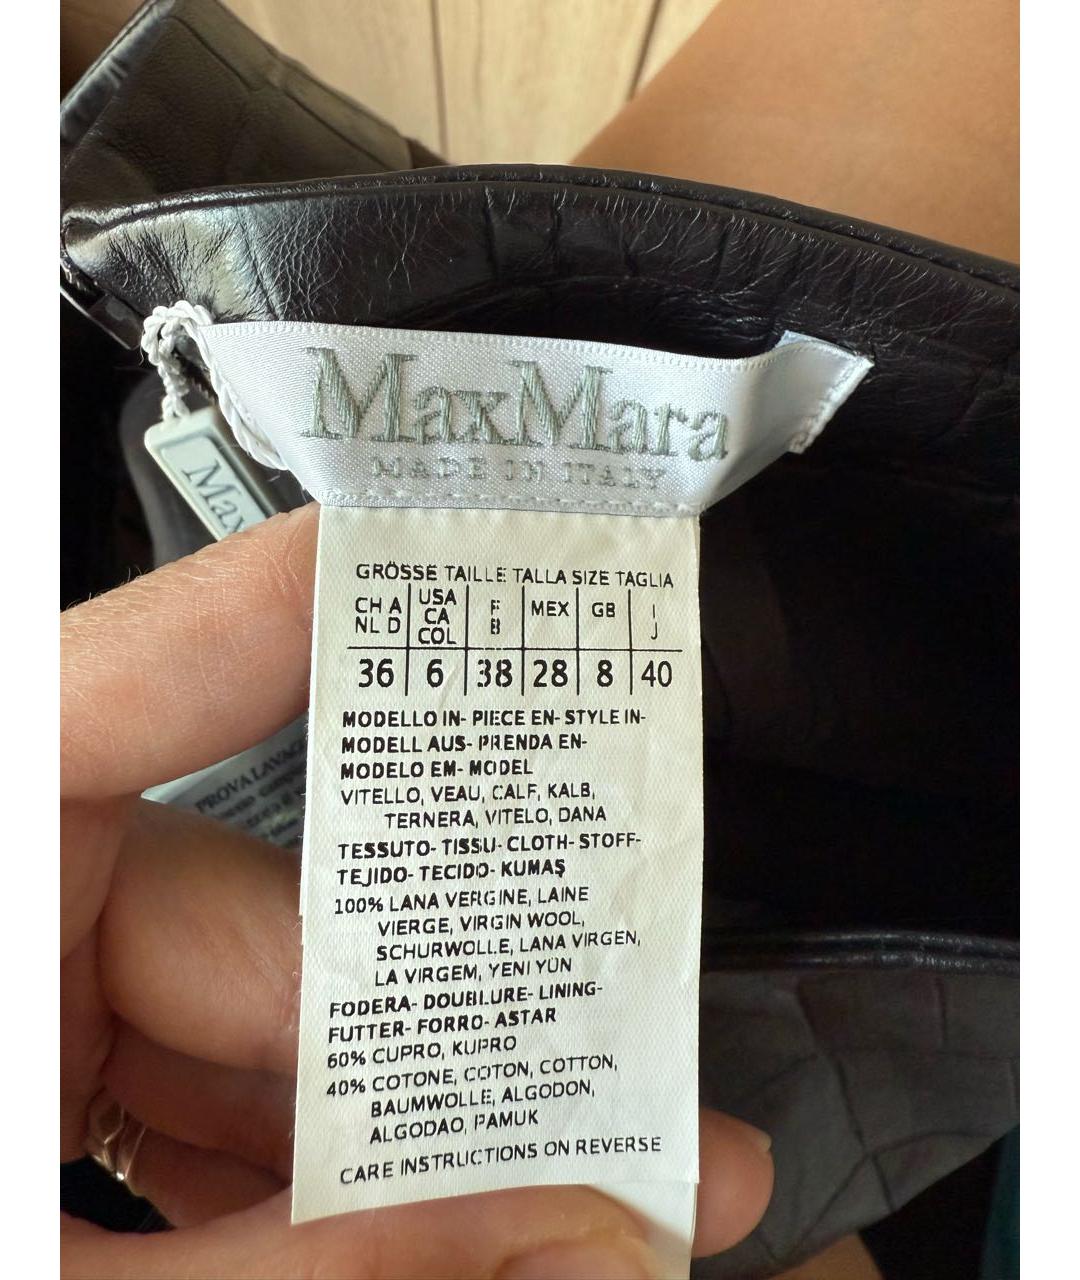 MaxMara
MADE IN ITALY
Max
GRÖSSE TAILLE TALLA SIZE TAGLIA
CH A NL D USA CA COL F B MEX GB I J
36 6 38 28 8 40
MODELLO IN- PIECE EN- STYLE IN-
MODELL AUS- PRENDA EN-
MODELO EM- MODEL
VITELLO, VEAU, CALF, KALB,
TERNERA, VITELO, DANA
TESSUTO- TISSU- CLOTH- STOFF-
TEJIDO- TECIDO- KUMAŞ
100% LANA VERGINE, LAINE
VIERGE, VIRGIN WOOL,
SCHURWOLLE, LANA VIRGEN,
LA VIRGEM, YENI YÜN
FODERA- DOUBLURE- LINING-
FUTTER- FORRO- ASTAR
60% CUPRO, KUPRO
40% COTONE, COTON, COTTON,
BAUMWOLLE, ALGODON,
ALGODAO, PAMUK
CARE INSTRUCTIONS ON REVERSE
PROVA LAVA